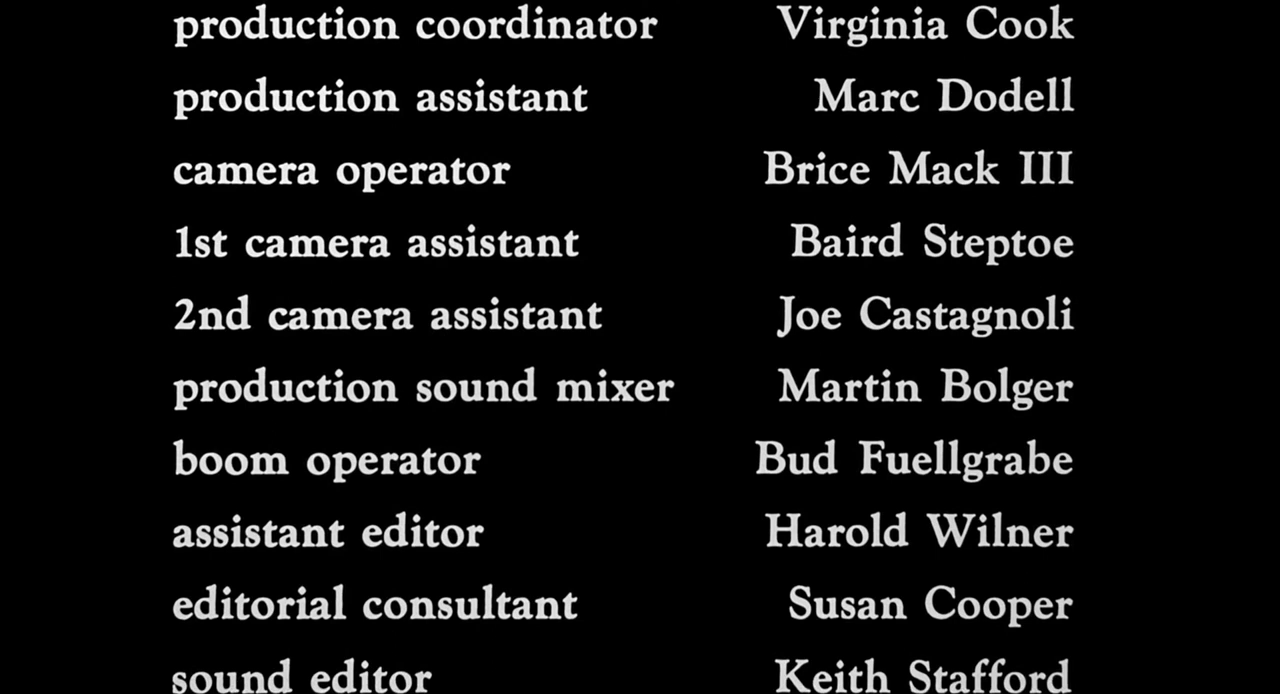 production coordinator Virginia Cook
production assistant Marc Dodell
camera operator Brice Mack III
1st camera assistant Baird Steptoe
2nd camera assistant Joe Castagnoli
production sound mixer Martin Bolger
boom operator Bud Fuellgrabe
assistant editor Harold Wilner
editorial consultant Susan Cooper
sound editor Keith Stafford